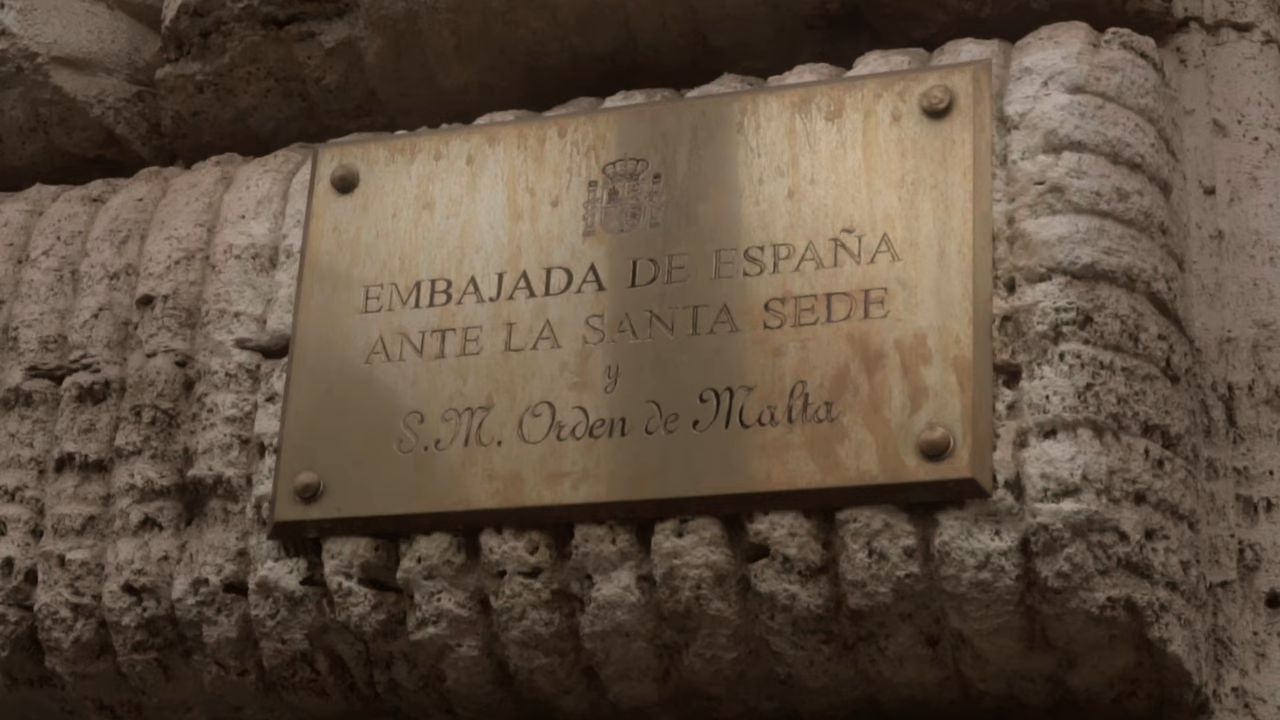 EMBAJADA DE ESPAÑA
ANTE LA SANTA SEDE
y
S.M. Orden de Malta